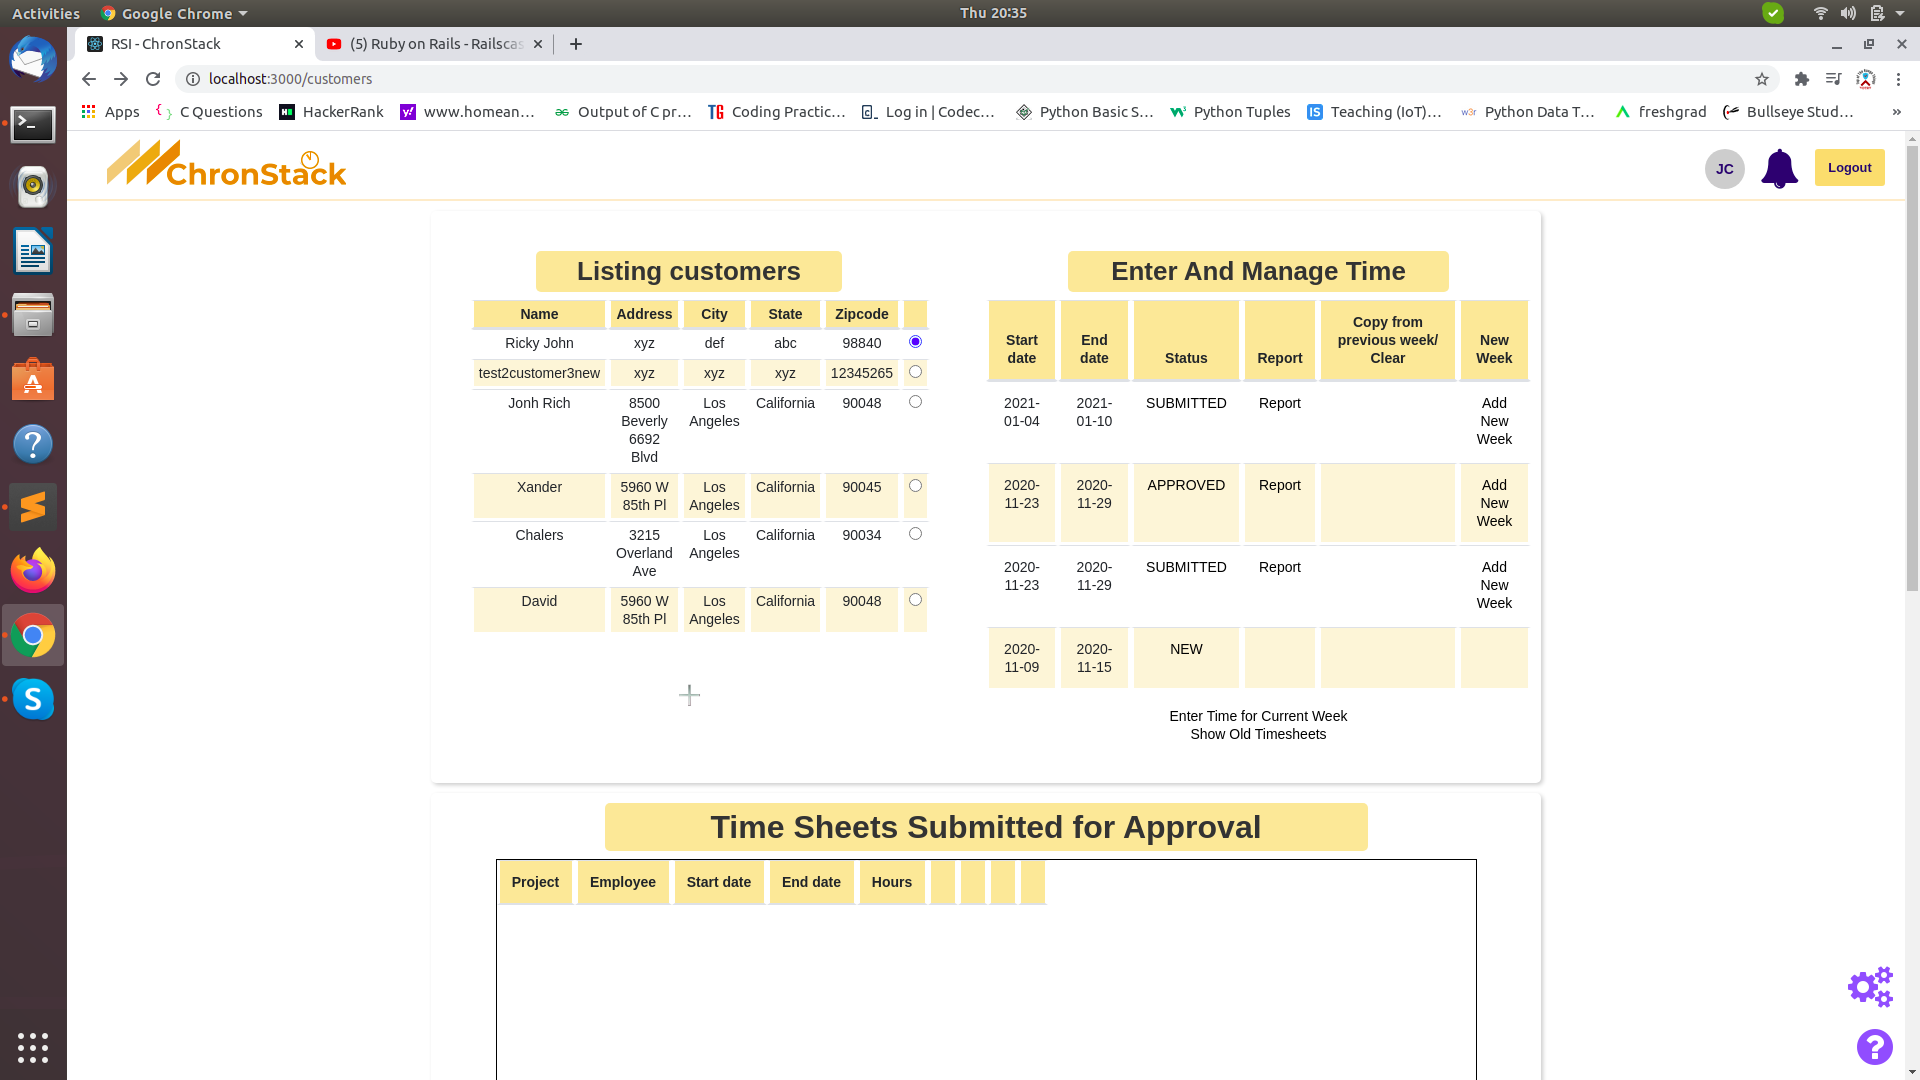 Activities Google Chrome Thu 20:35
RSI - ChronStack (5) Ruby on Rails - Railscas
localhost:3000/customers
Apps C Questions HackerRank www.homean... Output of C pr... Coding Practic... Log in | Codec... Python Basic S... Python Tuples Teaching (IoT)... Python Data T... freshgrad Bullseye Stud... »
ChronStack JC Logout
Listing customers
Name Address City State Zipcode
Ricky John xyz def abc 98840
test2customer3new xyz xyz xyz 12345265
Jonh Rich 8500 Los California 90048
Beverly Angeles
6692
Blvd
Xander 5960 W Los California 90045
85th Pl Angeles
Chalers 3215 Los California 90034
Overland Angeles
Ave
David 5960 W Los California 90048
85th Pl Angeles
Enter And Manage Time
Copy from
Start End previous week/ New
date date Status Report Clear Week
2021- 2021- SUBMITTED Report Add
01-04 01-10 New
Week
2020- 2020- APPROVED Report Add
11-23 11-29 New
Week
2020- 2020- SUBMITTED Report Add
11-23 11-29 New
Week
2020- 2020- NEW
11-09 11-15
Enter Time for Current Week
Show Old Timesheets
Time Sheets Submitted for Approval
Project Employee Start date End date Hours